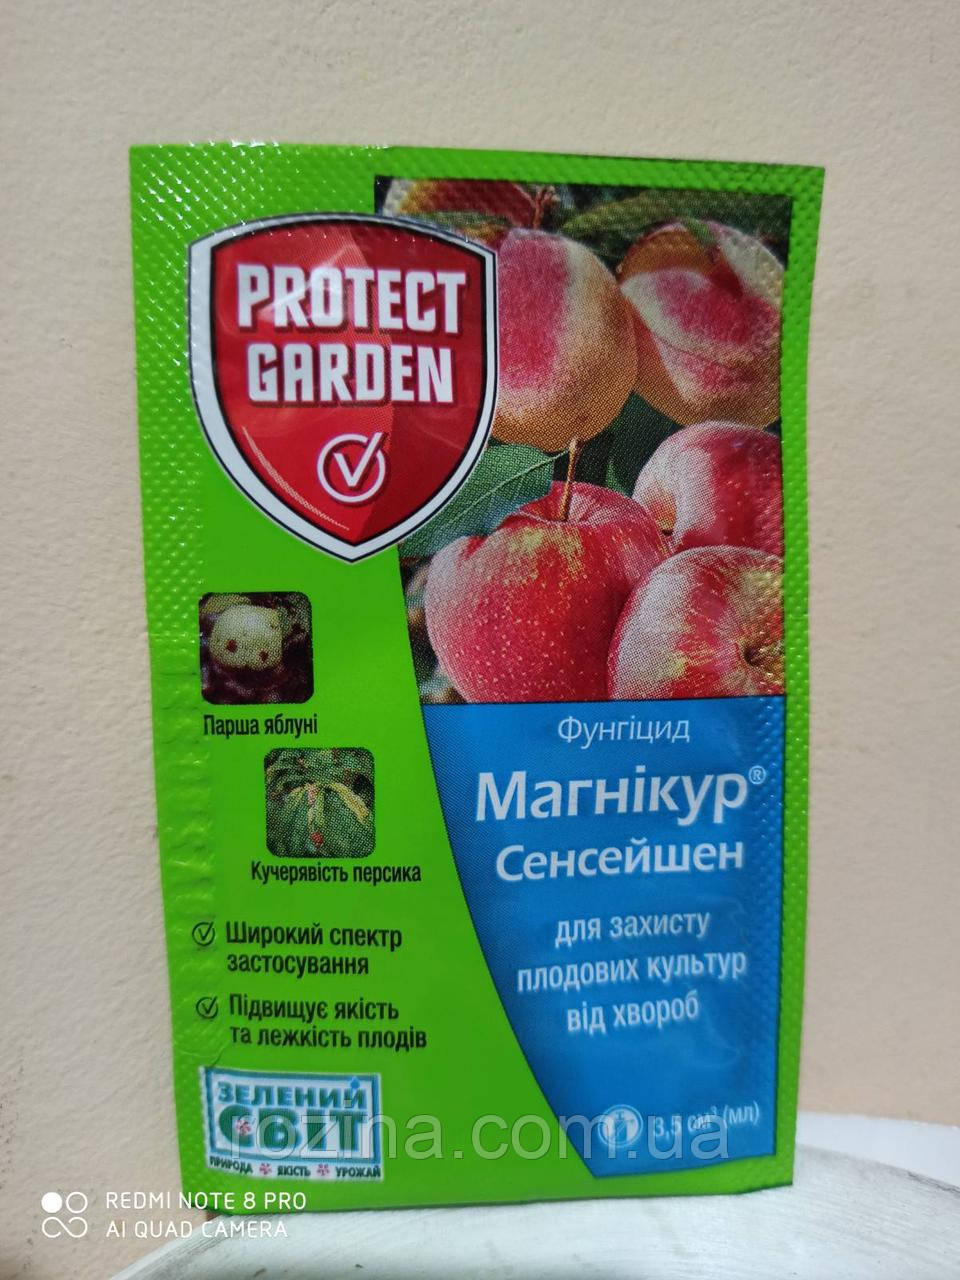 PROTECT
GARDEN
Парша яблуні
Кучерявість персика
Широкий спектр
застосування
Підвищує якість
та лежкість плодів
Фунгіцид
Магнікур®
Сенсейшен
для захисту
плодових культур
від хвороб
3,5 см³ (мл)
ЗЕЛЕНИЙ
СВІТ
ПРИРОДА ЯКІСТЬ УРОЖАЙ
rozina.com.ua
REDMI NOTE 8 PRO
AI QUAD CAMERA